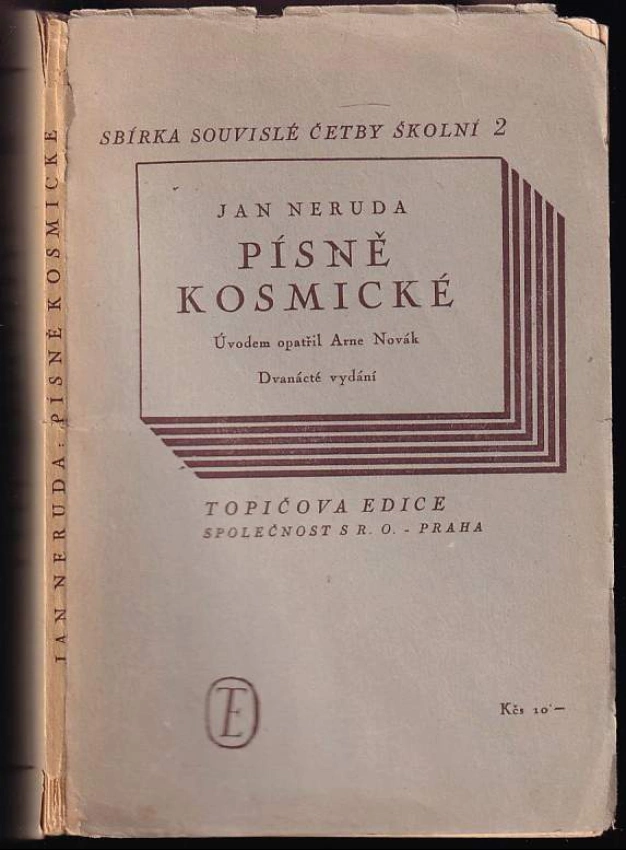 SBÍRKA SOUVISLÉ ČETBY ŠKOLNÍ 2
JAN NERUDA
PÍSNĚ
KOSMICKÉ
Úvodem opatřil Arne Novák
Dvanácté vydání
TOPIČOVA EDICE
SPOLEČNOST S R. O. - PRAHA
TE
Kčs 10·—
JAN NERUDA: PÍSNĚ KOSMICKÉ